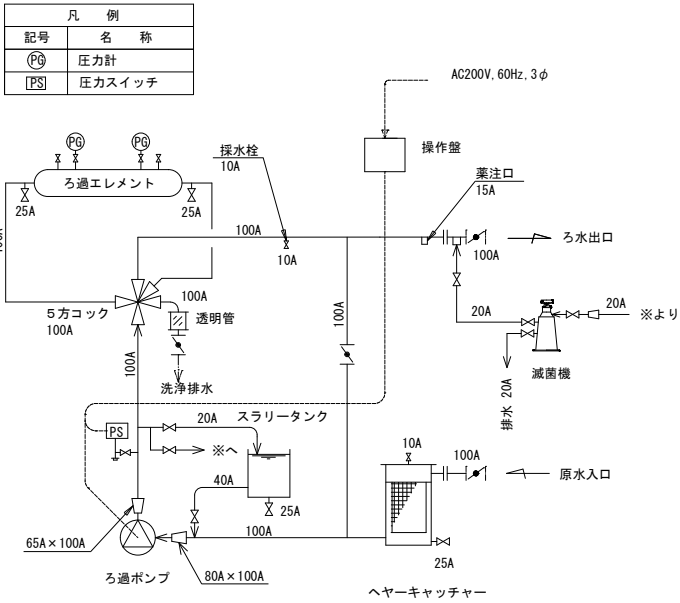 凡　例
記号　名　称
PG　圧力計
PS　圧力スイッチ
AC200V, 60Hz, 3φ
操作盤
PG　PG
採水栓
10A
薬注口
15A
ろ過エレメント
25A　25A
100A
100A
10A
100A
ろ水出口
5方コック
100A
100A
透明管
洗浄排水
100A
100A
20A
20A
※より
滅菌機
排水 20A
PS
20A
スラリータンク
※へ
40A
25A
10A
100A
原水入口
65A×100A
100A
25A
80A×100A
ろ過ポンプ
ヘヤーキャッチャー